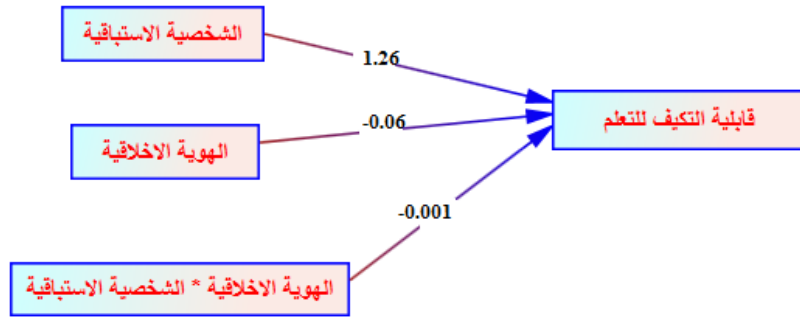 الشخصية الاستباقية
1.26
الهوية الاخلاقية
-0.06
قابلية التكيف للتعلم
-0.001
الهوية الاخلاقية * الشخصية الاستباقية